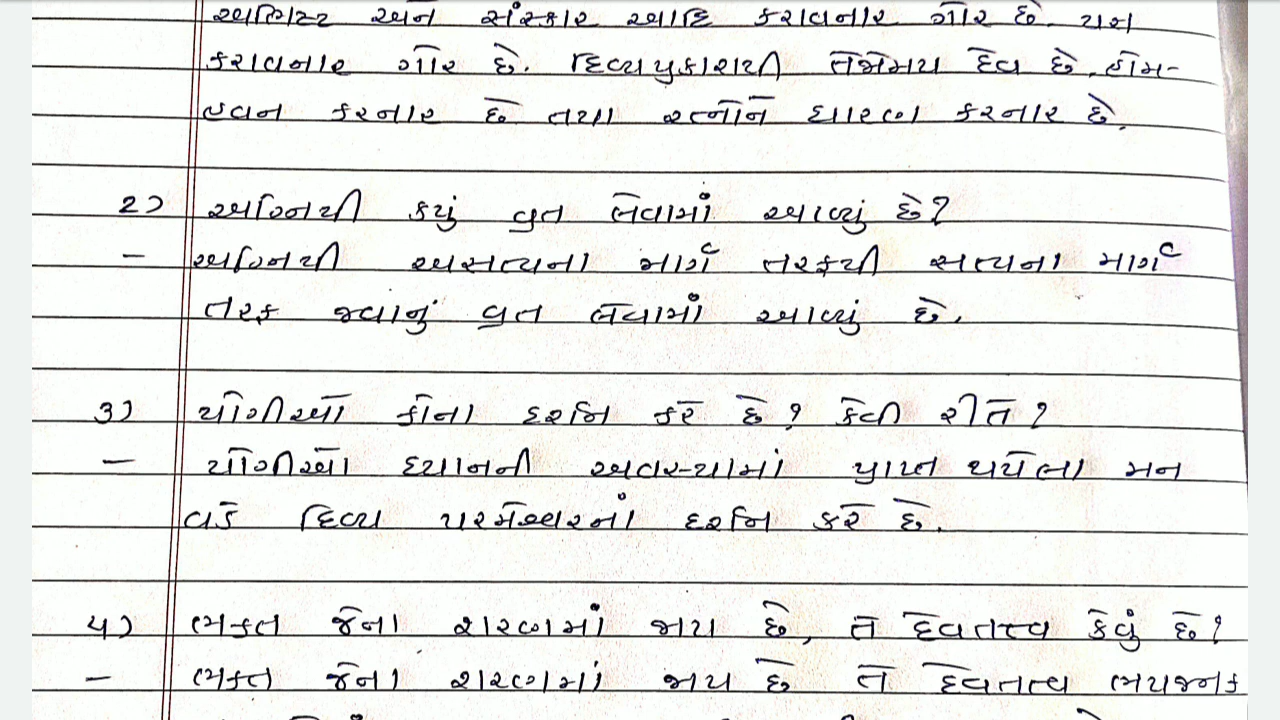 અગ્નિ અને સંસ્કાર આદિ કરાવનાર ગોર છે. યજ્ઞ
કરાવનાર ગોર છે. દિવ્યપ્રકાશથી તેજોમય દેવ છે. હોમ-
હવન કરનાર છે તથા રત્નોને ધારણ કરનાર છે.
2) અગ્નિથી કયું વ્રત લેવામાં આવ્યું છે?
- અગ્નિથી અસત્યના માર્ગ તરફથી સત્યના માર્ગ
તરફ જવાનું વ્રત લેવામાં આવ્યું છે.
3) યોગીઓ કોના દર્શન કરે છે? કેવી રીતે?
- યોગીઓ ધ્યાનની અવસ્થામાં પ્રાપ્ત થયેલા મન
વડે દિવ્ય પરમેશ્વરનાં દર્શન કરે છે.
૫) ભક્ત જેના શરણમાં જાય છે, તે દેવતત્ત્વ કેવું છે?
- ભક્ત જેના શરણમાં જાય છે તે દેવતત્ત્વ ભયજનક